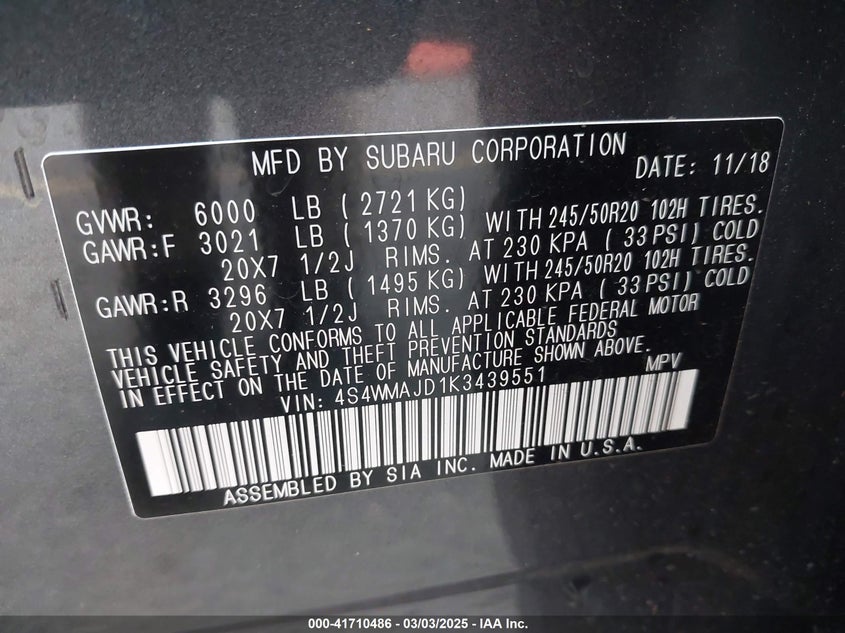 MFD BY SUBARU CORPORATION DATE: 11/18
GVWR: 6000 LB ( 2721 KG)
GAWR:F 3021 LB ( 1370 KG) WITH 245/50R20 102H TIRES.
20X7 1/2J RIMS. AT 230 KPA ( 33 PSI) COLD
GAWR:R 3296 LB ( 1495 KG) WITH 245/50R20 102H TIRES.
20X7 1/2J RIMS. AT 230 KPA ( 33 PSI) COLD
THIS VEHICLE CONFORMS TO ALL APPLICABLE FEDERAL MOTOR
VEHICLE SAFETY AND THEFT PREVENTION STANDARDS
IN EFFECT ON THE DATE OF MANUFACTURE SHOWN ABOVE.
VIN: 4S4WMAJD1K3439551 MPV
ASSEMBLED BY SIA INC. MADE IN U.S.A.
000-41710486 - 03/03/2025 - IAA Inc.